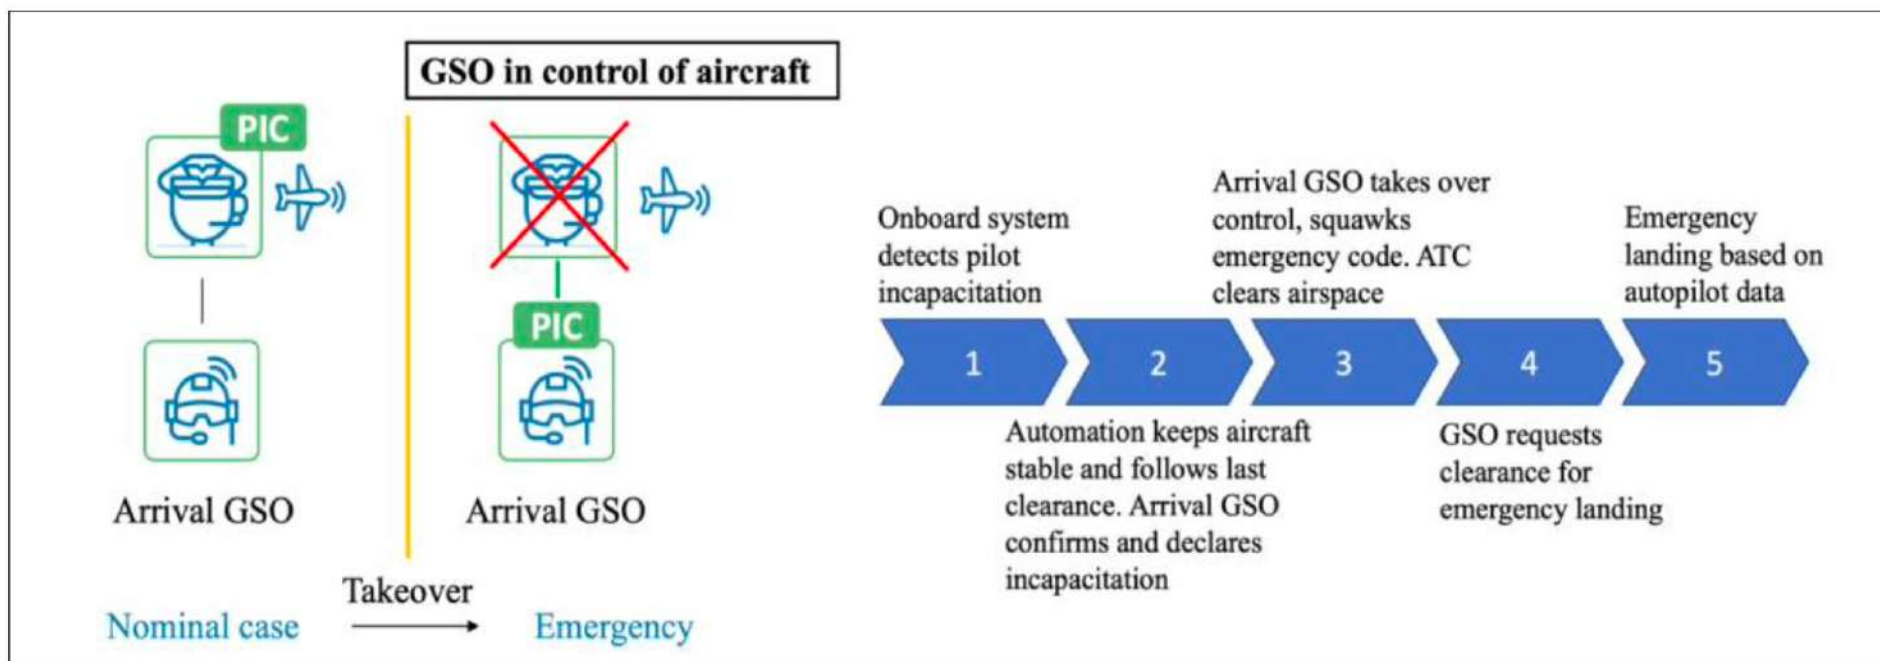 GSO in control of aircraft
PIC
PIC
Arrival GSO
Arrival GSO
Takeover
Nominal case
Emergency
Onboard system
detects pilot
incapacitation
1
2
Automation keeps aircraft
stable and follows last
clearance. Arrival GSO
confirms and declares
incapacitation
Arrival GSO takes over
control, squawks
emergency code. ATC
clears airspace
3
4
GSO requests
clearance for
emergency landing
Emergency
landing based on
autopilot data
5